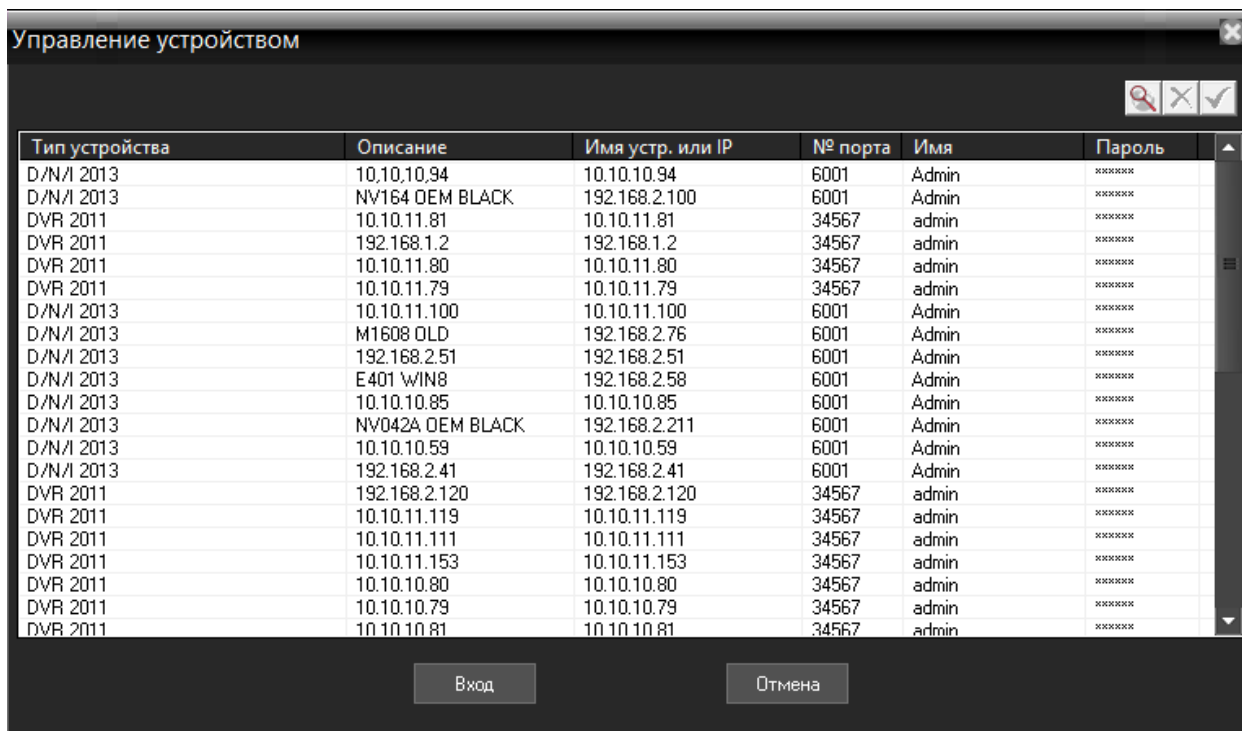 Управление устройством
Тип устройства Описание Имя устр. или IP № порта Имя Пароль
D/N/I 2013 10,10,10,94 10.10.10.94 6001 Admin ××××××
D/N/I 2013 NV164 OEM BLACK 192.168.2.100 6001 Admin ××××××
DVR 2011 10.10.11.81 10.10.11.81 34567 admin ××××××
DVR 2011 192.168.1.2 192.168.1.2 34567 admin ××××××
DVR 2011 10.10.11.80 10.10.11.80 34567 admin ××××××
DVR 2011 10.10.11.79 10.10.11.79 34567 admin ××××××
D/N/I 2013 10.10.11.100 10.10.11.100 6001 Admin ××××××
D/N/I 2013 M1608 OLD 192.168.2.76 6001 Admin ××××××
D/N/I 2013 192.168.2.51 192.168.2.51 6001 Admin ××××××
D/N/I 2013 E401 WIN8 192.168.2.58 6001 Admin ××××××
D/N/I 2013 10.10.10.85 10.10.10.85 6001 Admin ××××××
D/N/I 2013 NV042A OEM BLACK 192.168.2.211 6001 Admin ××××××
D/N/I 2013 10.10.10.59 10.10.10.59 6001 Admin ××××××
D/N/I 2013 192.168.2.41 192.168.2.41 6001 Admin ××××××
DVR 2011 192.168.2.120 192.168.2.120 34567 admin ××××××
DVR 2011 10.10.11.119 10.10.11.119 34567 admin ××××××
DVR 2011 10.10.11.111 10.10.11.111 34567 admin ××××××
DVR 2011 10.10.11.153 10.10.11.153 34567 admin ××××××
DVR 2011 10.10.10.80 10.10.10.80 34567 admin ××××××
DVR 2011 10.10.10.79 10.10.10.79 34567 admin ××××××
DVR 2011 10.10.10.81 10.10.10.81 34567 admin ××××××
Вход Отмена